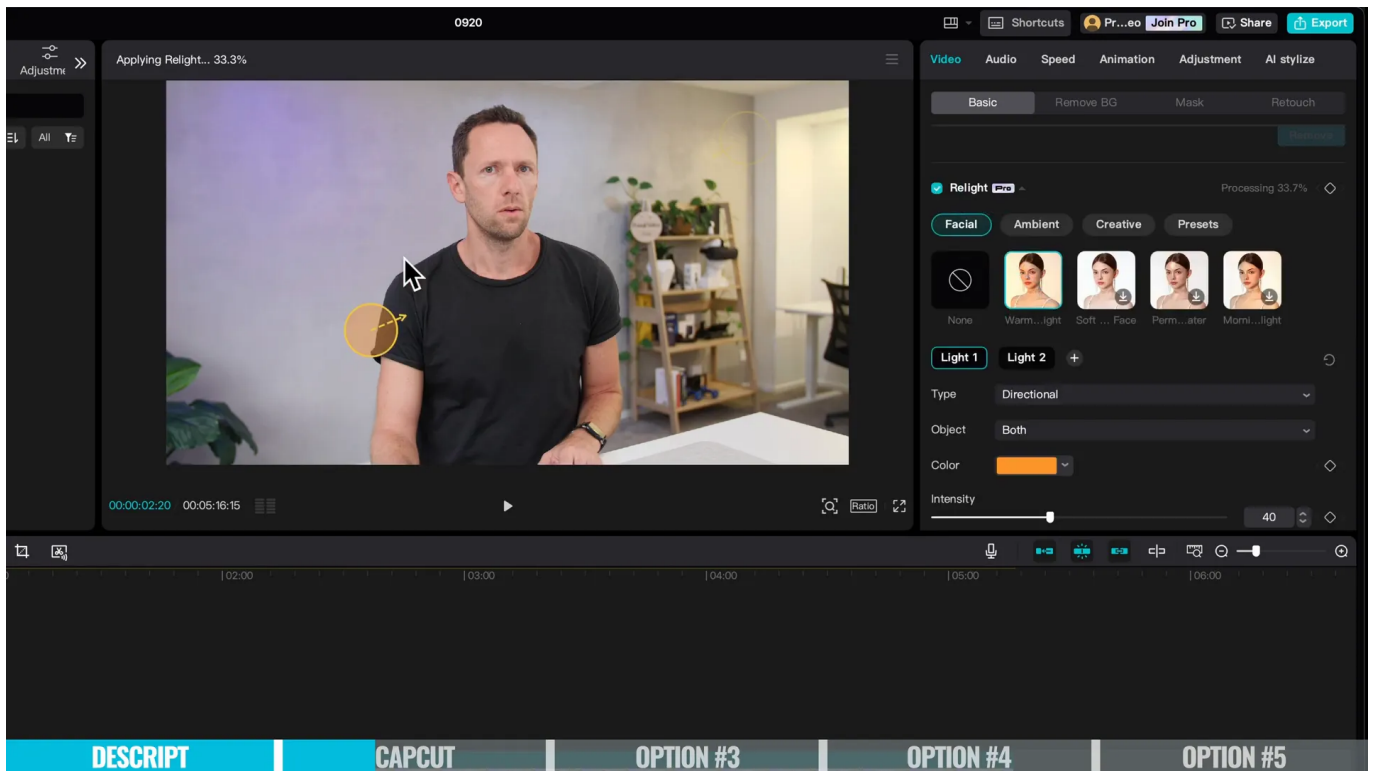 0920
Shortcuts
Pr...eo
Join Pro
Share
Export
Adjustme
Applying Relight... 33.3%
Video
Audio
Speed
Animation
Adjustment
AI stylize
Basic
Remove BG
Mask
Retouch
All
Remove
Relight
Pro
Processing 33.7%
Facial
Ambient
Creative
Presets
None
Warm...ight
Soft ... Face
Perm...ater
Morni...light
Light 1
Light 2
Type
Directional
Object
Both
Color
Intensity
40
00:00:02:20
00:05:16:15
Ratio
02:00
03:00
04:00
05:00
06:00
DESCRIPT
CAPCUT
OPTION #3
OPTION #4
OPTION #5